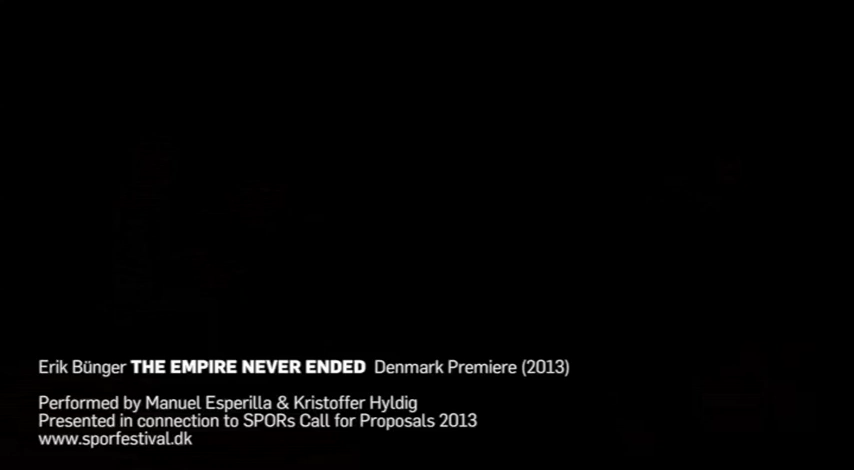 Erik Bünger THE EMPIRE NEVER ENDED Denmark Premiere (2013)
Performed by Manuel Esperilla & Kristoffer Hyldig
Presented in connection to SPORs Call for Proposals 2013
www.sporfestival.dk